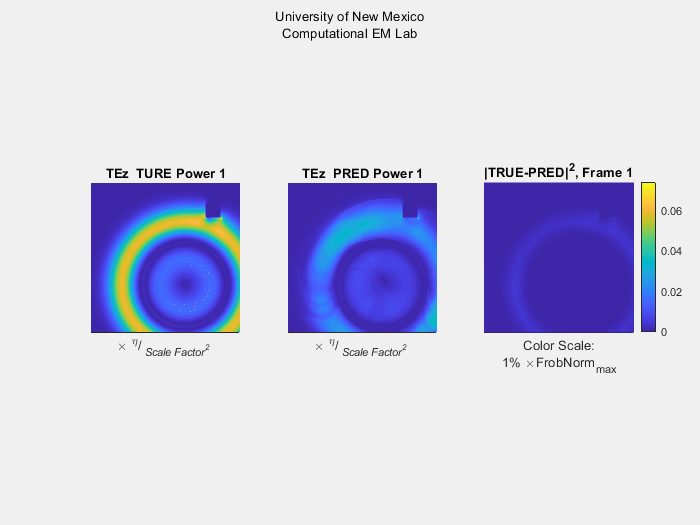 University of New Mexico
Computational EM Lab
TEz TURE Power 1
TEz PRED Power 1
|TRUE-PRED|², Frame 1
0.06
0.04
0.02
0
× η/ Scale Factor²
× η/ Scale Factor²
Color Scale:
1% ×FrobNorm_max